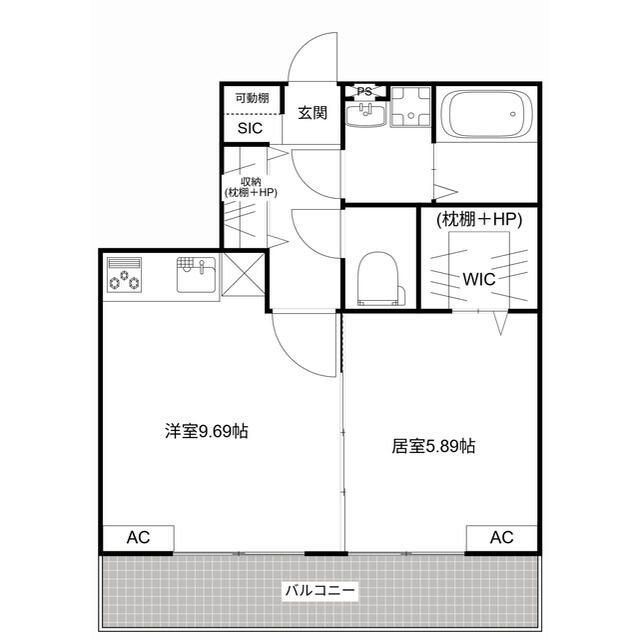 PS
可動棚
玄関
SIC
収納
(枕棚＋HP)
(枕棚＋HP)
WIC
洋室9.69帖
居室5.89帖
AC
AC
バルコニー